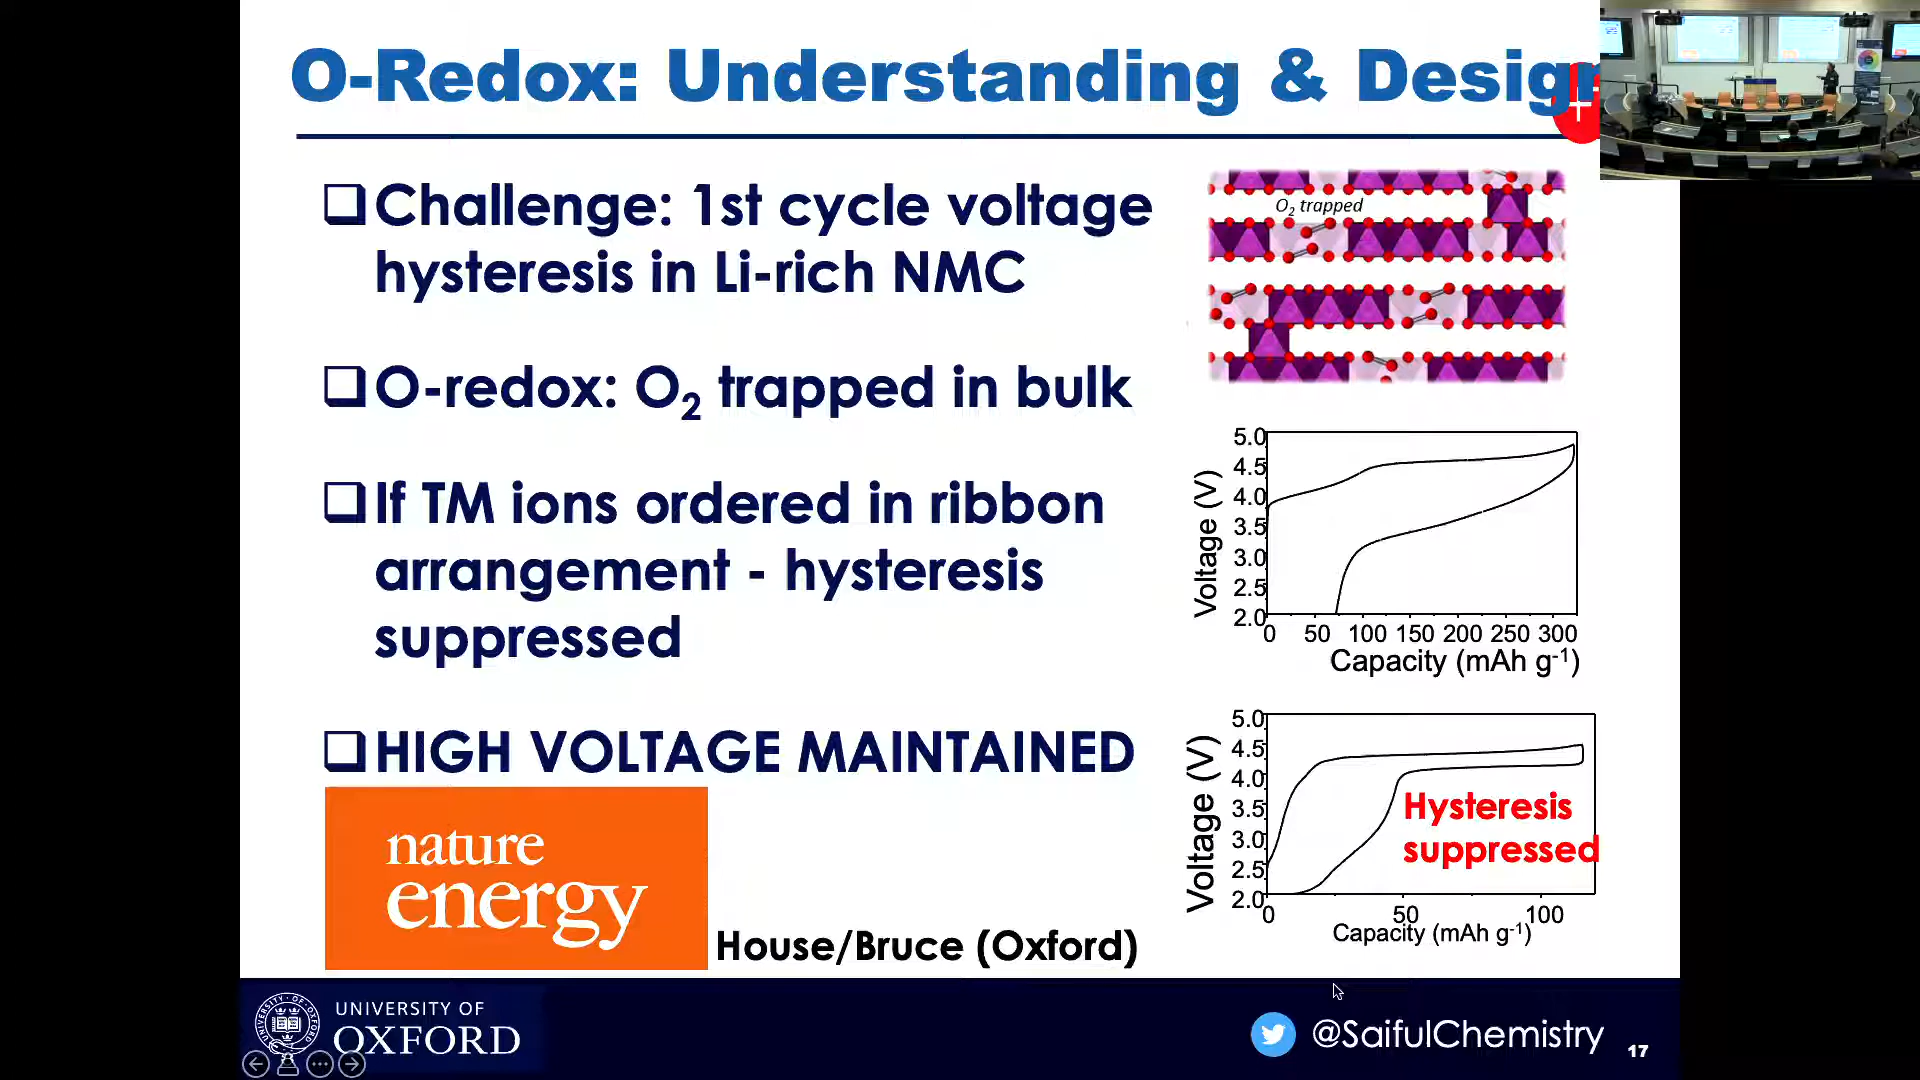 O-Redox: Understanding & Design
❑Challenge: 1st cycle voltage
hysteresis in Li-rich NMC
❑O-redox: O₂ trapped in bulk
❑If TM ions ordered in ribbon
arrangement - hysteresis
suppressed
❑HIGH VOLTAGE MAINTAINED
nature
energy
House/Bruce (Oxford)
O₂ trapped
5.0
4.5
4.0
3.5
3.0
2.5
2.0
Voltage (V)
0 50 100 150 200 250 300
Capacity (mAh g⁻¹)
5.0
4.5
4.0
3.5
3.0
2.5
2.0
Voltage (V)
Hysteresis
suppressed
0 50 100
Capacity (mAh g⁻¹)
UNIVERSITY OF
OXFORD
@SaifulChemistry
17